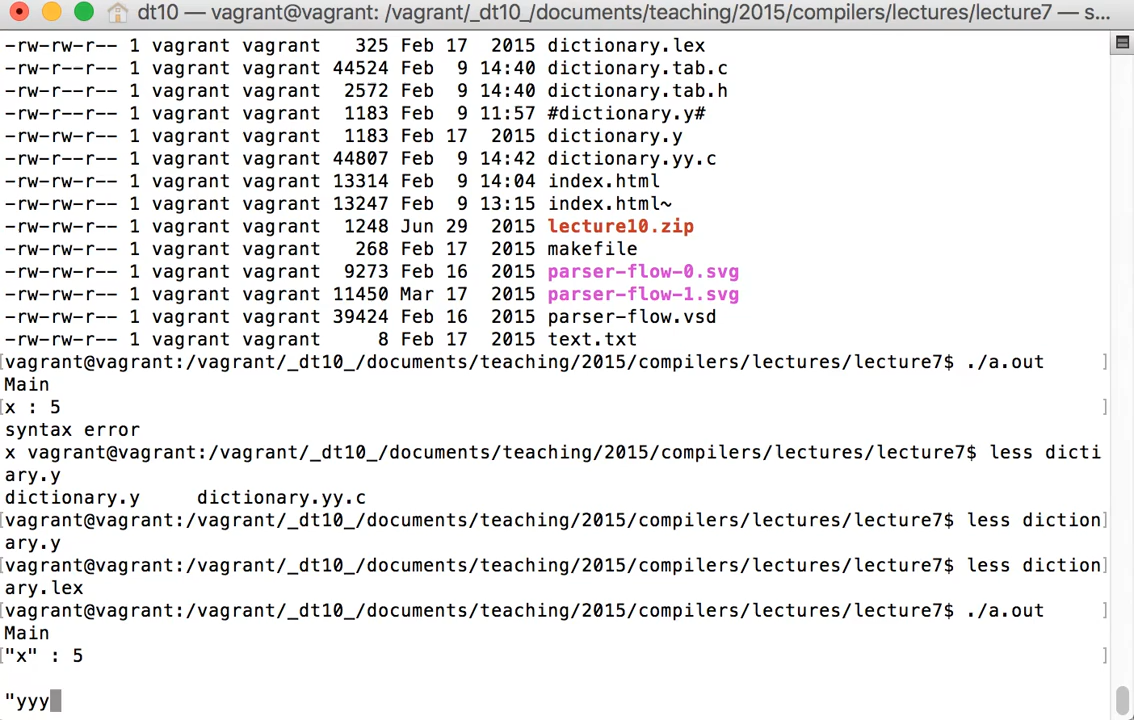 dt10 — vagrant@vagrant: /vagrant/_dt10_/documents/teaching/2015/compilers/lectures/lecture7 — s...
-rw-rw-r-- 1 vagrant vagrant   325 Feb 17  2015 dictionary.lex
-rw-rw-r-- 1 vagrant vagrant 44524 Feb  9 14:40 dictionary.tab.c
-rw-rw-r-- 1 vagrant vagrant  2572 Feb  9 14:40 dictionary.tab.h
-rw-rw-r-- 1 vagrant vagrant  1183 Feb  9 11:57 #dictionary.y#
-rw-rw-r-- 1 vagrant vagrant  1183 Feb 17  2015 dictionary.y
-rw-r--r-- 1 vagrant vagrant 44807 Feb  9 14:42 dictionary.yy.c
-rw-rw-r-- 1 vagrant vagrant 13314 Feb  9 14:04 index.html
-rw-rw-r-- 1 vagrant vagrant 13247 Feb  9 13:15 index.html~
-rw-rw-r-- 1 vagrant vagrant  1248 Jun 29  2015 lecture10.zip
-rw-rw-r-- 1 vagrant vagrant   268 Feb 17  2015 makefile
-rw-rw-r-- 1 vagrant vagrant  9273 Feb 16  2015 parser-flow-0.svg
-rw-rw-r-- 1 vagrant vagrant 11450 Mar 17  2015 parser-flow-1.svg
-rw-rw-r-- 1 vagrant vagrant 39424 Feb 16  2015 parser-flow.vsd
-rw-rw-r-- 1 vagrant vagrant     8 Feb 17  2015 text.txt
[vagrant@vagrant:/vagrant/_dt10_/documents/teaching/2015/compilers/lectures/lecture7$ ./a.out ]
Main
[x : 5 ]
syntax error
x vagrant@vagrant:/vagrant/_dt10_/documents/teaching/2015/compilers/lectures/lecture7$ less dicti
ary.y
dictionary.y     dictionary.yy.c
[vagrant@vagrant:/vagrant/_dt10_/documents/teaching/2015/compilers/lectures/lecture7$ less diction]
ary.y
[vagrant@vagrant:/vagrant/_dt10_/documents/teaching/2015/compilers/lectures/lecture7$ less diction]
ary.lex
[vagrant@vagrant:/vagrant/_dt10_/documents/teaching/2015/compilers/lectures/lecture7$ ./a.out ]
Main
["x" : 5 ]
"yyy